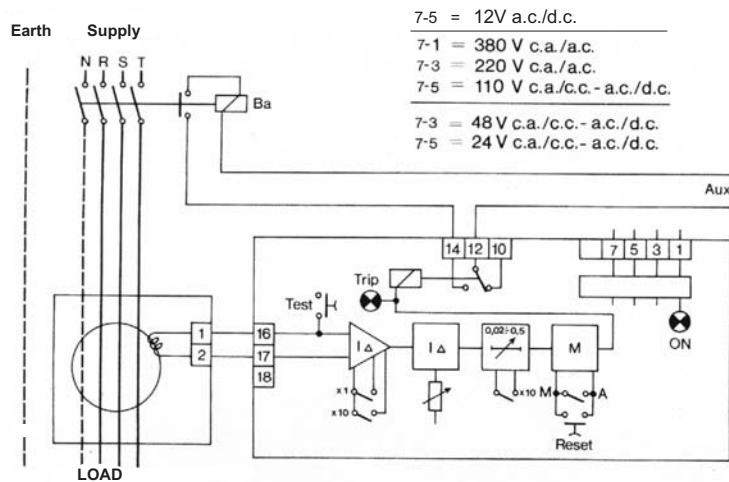 7-5 = 12V a.c./d.c.
Earth Supply
7-1 = 380 V c.a./a.c.
7-3 = 220 V c.a./a.c.
7-5 = 110 V c.a./c.c.- a.c./d.c.
7-3 = 48 V c.a./c.c.- a.c./d.c.
7-5 = 24 V c.a./c.c.- a.c./d.c.
N R S T
Ba
Aux
14 12 10
7 5 3 1
Trip
Test
1
2
16
17
18
I Δ
I Δ
0,02÷0,5
M
ON
x1
x10
x10
M A
Reset
LOAD